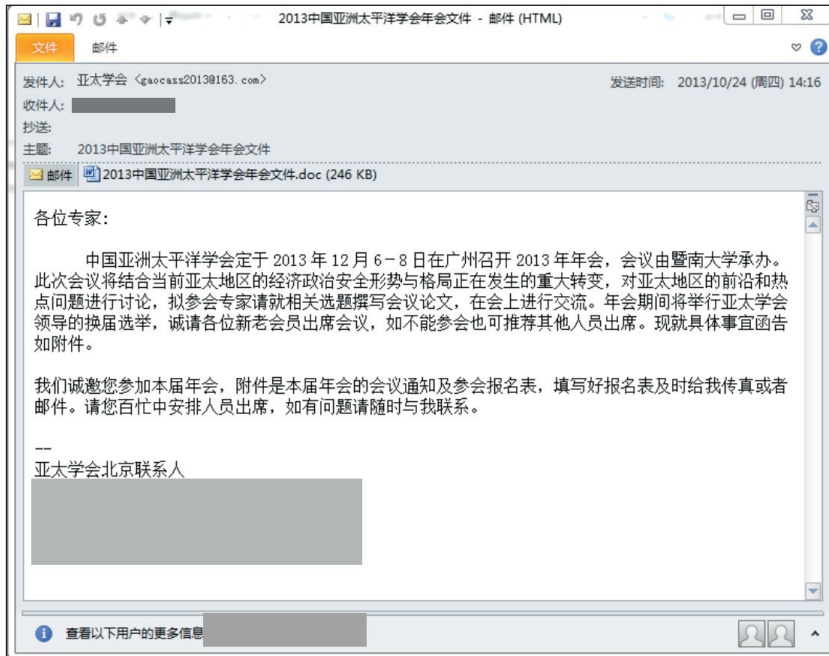 2013中国亚洲太平洋学会年会文件 - 邮件 (HTML)
文件 邮件
发件人: 亚太学会 <gaocass2013@163.com> 发送时间: 2013/10/24 (周四) 14:16
收件人:
抄送:
主题: 2013中国亚洲太平洋学会年会文件
邮件 2013中国亚洲太平洋学会年会文件.doc (246 KB)
各位专家:
中国亚洲太平洋学会定于 2013 年 12 月 6-8 日在广州召开 2013 年年会，会议由暨南大学承办。
此次会议将结合当前亚太地区的经济政治安全形势与格局正在发生的重大转变，对亚太地区的前沿和热
点问题进行讨论，拟参会专家请就相关选题撰写会议论文，在会上进行交流。年会期间将举行亚太学会
领导的换届选举，诚请各位新老会员出席会议，如不能参会也可推荐其他人员出席。现就具体事宜函告
如附件。
我们诚邀您参加本届年会，附件是本届年会的会议通知及参会报名表，填写好报名表及时给我传真或者
邮件。请您百忙中安排人员出席，如有问题请随时与我联系。
--
亚太学会北京联系人
查看以下用户的更多信息